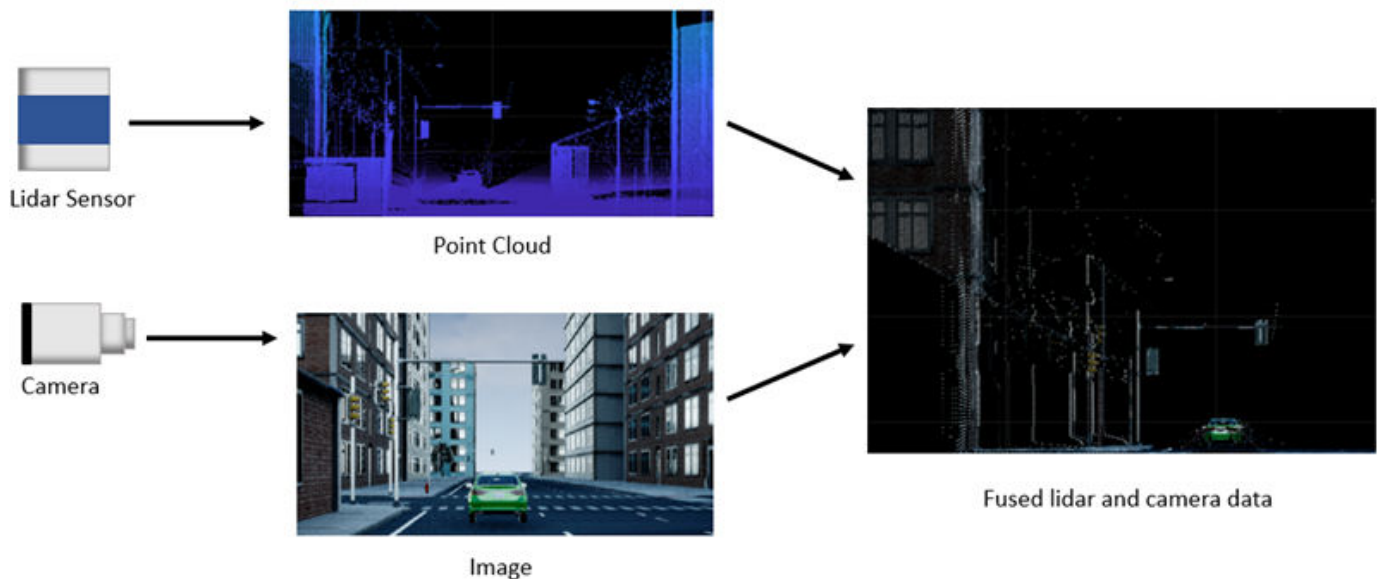 Lidar Sensor
Point Cloud
Camera
Image
Fused lidar and camera data